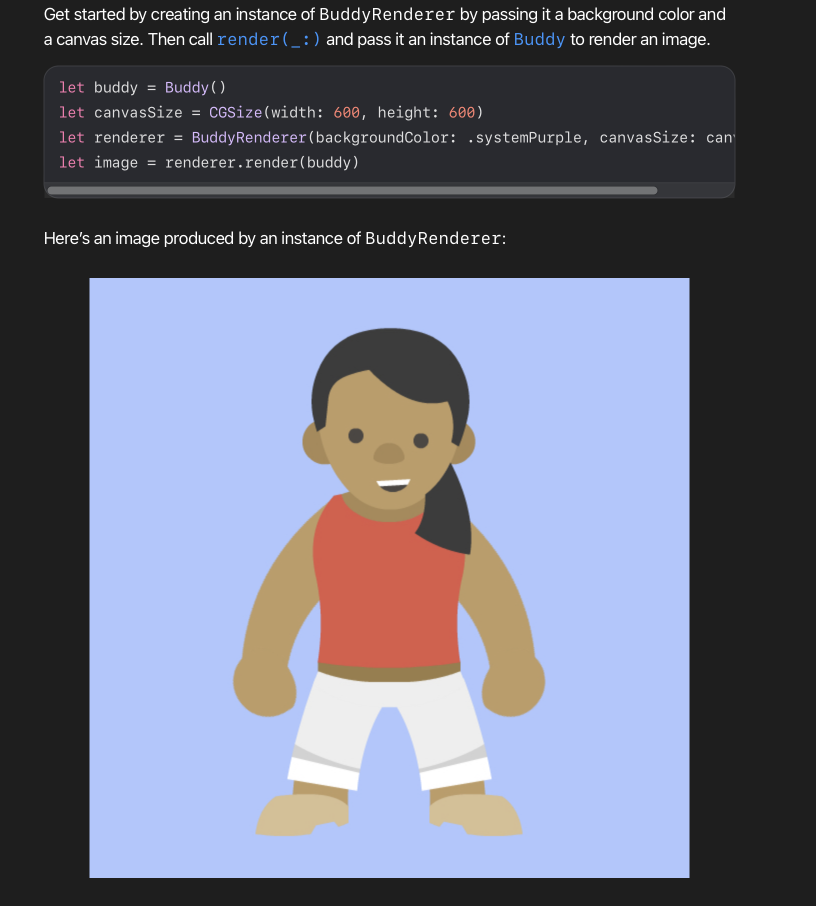 Get started by creating an instance of BuddyRenderer by passing it a background color and
a canvas size. Then call render(_:) and pass it an instance of Buddy to render an image.
let buddy = Buddy()
let canvasSize = CGSize(width: 600, height: 600)
let renderer = BuddyRenderer(backgroundColor: .systemPurple, canvasSize: can
let image = renderer.render(buddy)
Here’s an image produced by an instance of BuddyRenderer: